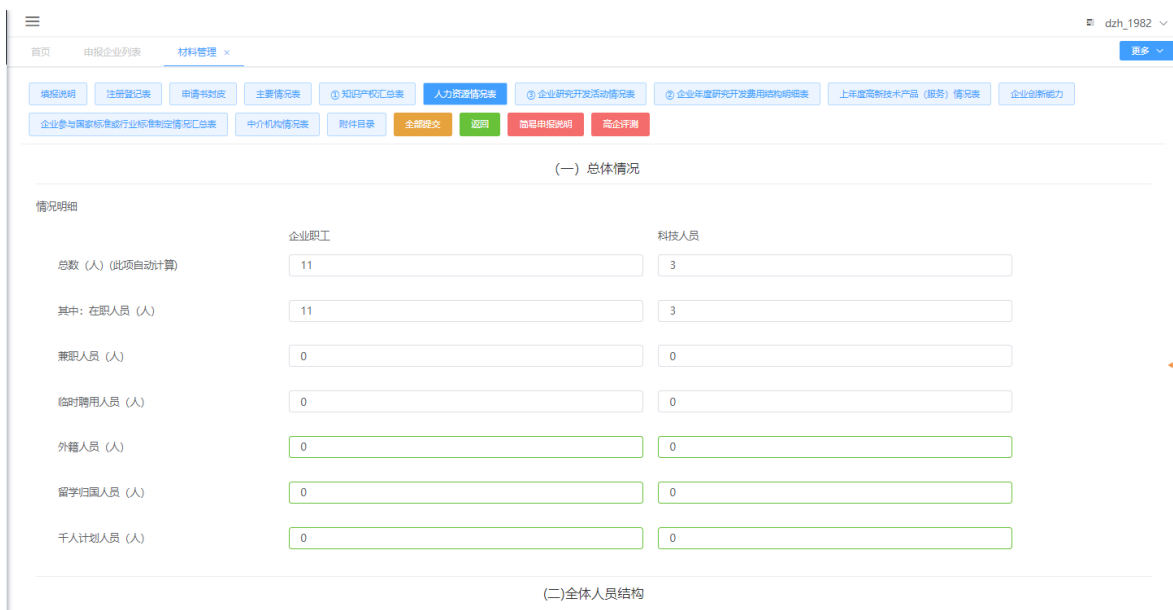 dzh_1982
首页 申报企业列表 材料管理 ×
更多
填报说明 注册登记表 申请书封皮 主要情况表 ① 知识产权汇总表 人力资源情况表 ③ 企业研究开发活动情况表 ② 企业年度研究开发费用结构明细表 上年度高新技术产品（服务）情况表 企业创新能力
企业参与国家标准或行业标准制定情况汇总表 中介机构情况表 附件目录 全部提交 返回 简易申报说明 高企评测
(一) 总体情况
情况明细
企业职工 科技人员
总数（人）(此项自动计算) 11 3
其中：在职人员（人） 11 3
兼职人员（人） 0 0
临时聘用人员（人） 0 0
外籍人员（人） 0 0
留学归国人员（人） 0 0
千人计划人员（人） 0 0
(二)全体人员结构